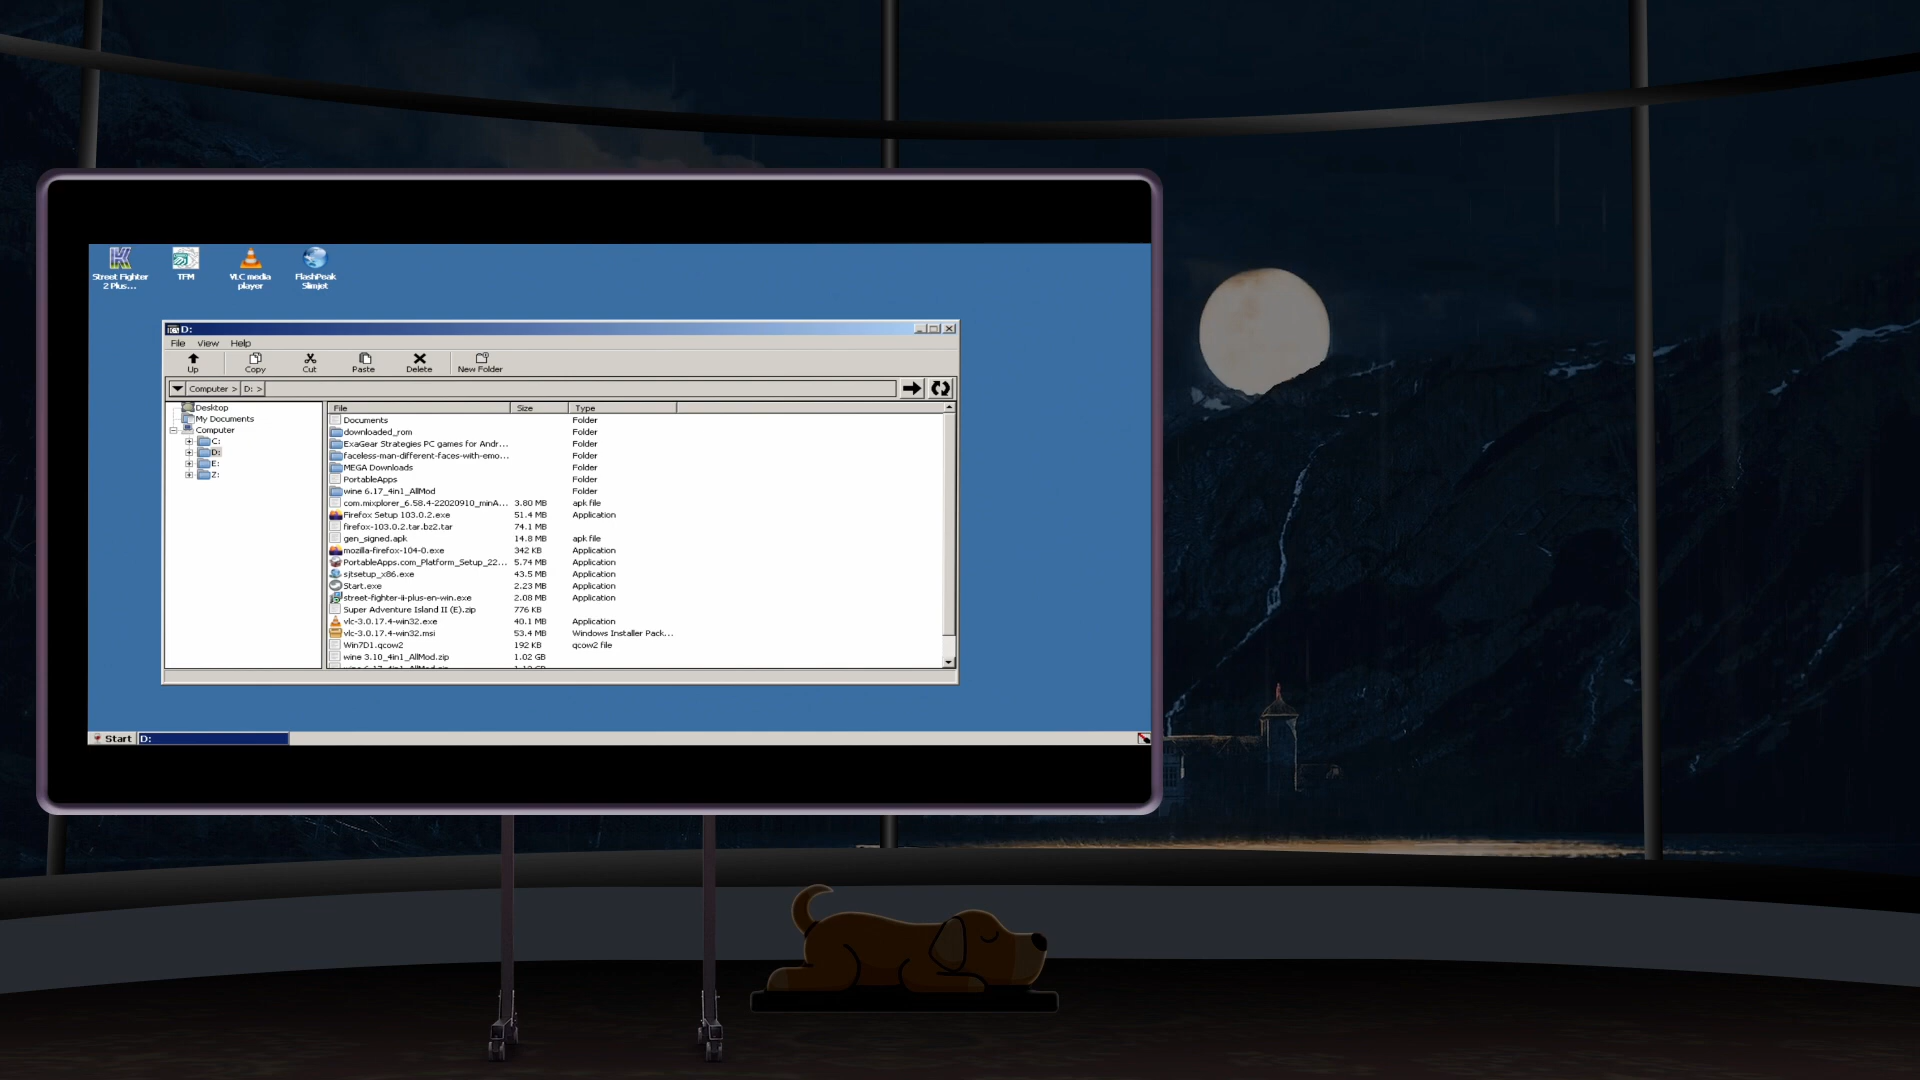 Street Fighter
2 Plus...
TFM
VLC media
player
FlashPeak
Slimjet
D:
File View Help
Up Copy Cut Paste Delete New Folder
Computer > D: >
Desktop
My Documents
Computer
C:
D:
E:
Z:
File Size Type
Documents Folder
downloaded_rom Folder
ExaGear Strategies PC games for Andr... Folder
faceless-man-different-faces-with-emo... Folder
MEGA Downloads Folder
PortableApps Folder
wine 6.17_4in1_AllMod Folder
com.mixplorer_6.58.4-22020910_minA... 3.80 MB apk file
Firefox Setup 103.0.2.exe 51.4 MB Application
firefox-103.0.2.tar.bz2.tar 74.1 MB
gen_signed.apk 14.8 MB apk file
mozilla-firefox-104-0.exe 342 KB Application
PortableApps.com_Platform_Setup_22... 5.74 MB Application
sjtsetup_x86.exe 43.5 MB Application
Start.exe 2.23 MB Application
street-fighter-ii-plus-en-win.exe 2.08 MB Application
Super Adventure Island II (E).zip 776 KB
vlc-3.0.17.4-win32.exe 40.1 MB Application
vlc-3.0.17.4-win32.msi 53.4 MB Windows Installer Pack...
Win7D1.qcow2 192 KB qcow2 file
wine 3.10_4in1_AllMod.zip 1.02 GB
Start D: